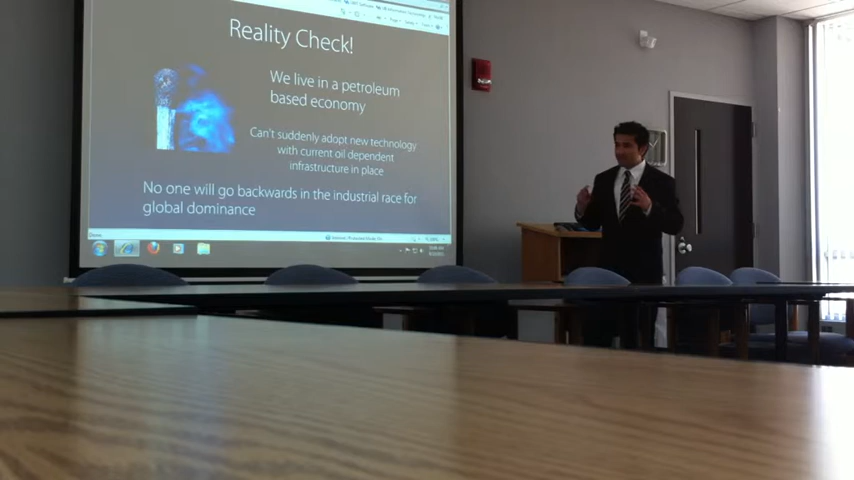 Reality Check!
We live in a petroleum
based economy
Can't suddenly adopt new technology
with current oil dependent
infrastructure in place
No one will go backwards in the industrial race for
global dominance
Done